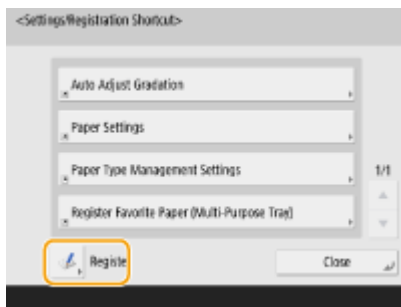 <Settings/Registration Shortcut>
Auto Adjust Gradation
Paper Settings
Paper Type Management Settings
1/1
Register Favorite Paper (Multi-Purpose Tray)
Registe
Close